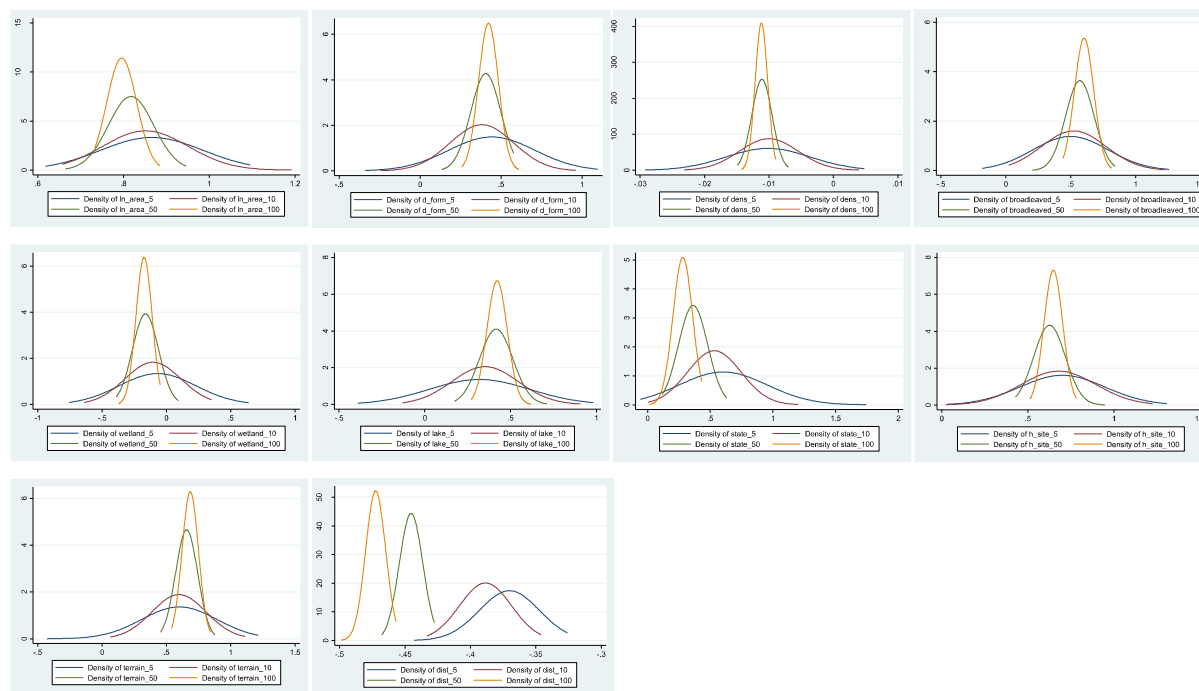 15
10
5
0
.6 .8 1 1.2
Density of ln_area_5 Density of ln_area_10
Density of ln_area_50 Density of ln_area_100
6
4
2
0
-.5 0 .5 1
Density of d_form_5 Density of d_form_10
Density of d_form_50 Density of d_form_100
400
300
200
100
0
-.03 -.02 -.01 0 .01
Density of dens_5 Density of dens_10
Density of dens_50 Density of dens_100
6
4
2
0
-.5 0 .5 1
Density of broadleaved_5 Density of broadleaved_10
Density of broadleaved_50 Density of broadleaved_100
6
4
2
0
-1 -.5 0 .5 1
Density of wetland_5 Density of wetland_10
Density of wetland_50 Density of wetland_100
8
6
4
2
0
-.5 0 .5 1
Density of lake_5 Density of lake_10
Density of lake_50 Density of lake_100
5
4
3
2
1
0
0 .5 1 1.5 2
Density of state_5 Density of state_10
Density of state_50 Density of state_100
8
6
4
2
0
0 .5 1
Density of h_site_5 Density of h_site_10
Density of h_site_50 Density of h_site_100
6
4
2
0
-.5 0 .5 1 1.5
Density of terrain_5 Density of terrain_10
Density of terrain_50 Density of terrain_100
50
40
30
20
10
0
-.5 -.45 -.4 -.35 -.3
Density of dist_5 Density of dist_10
Density of dist_50 Density of dist_100